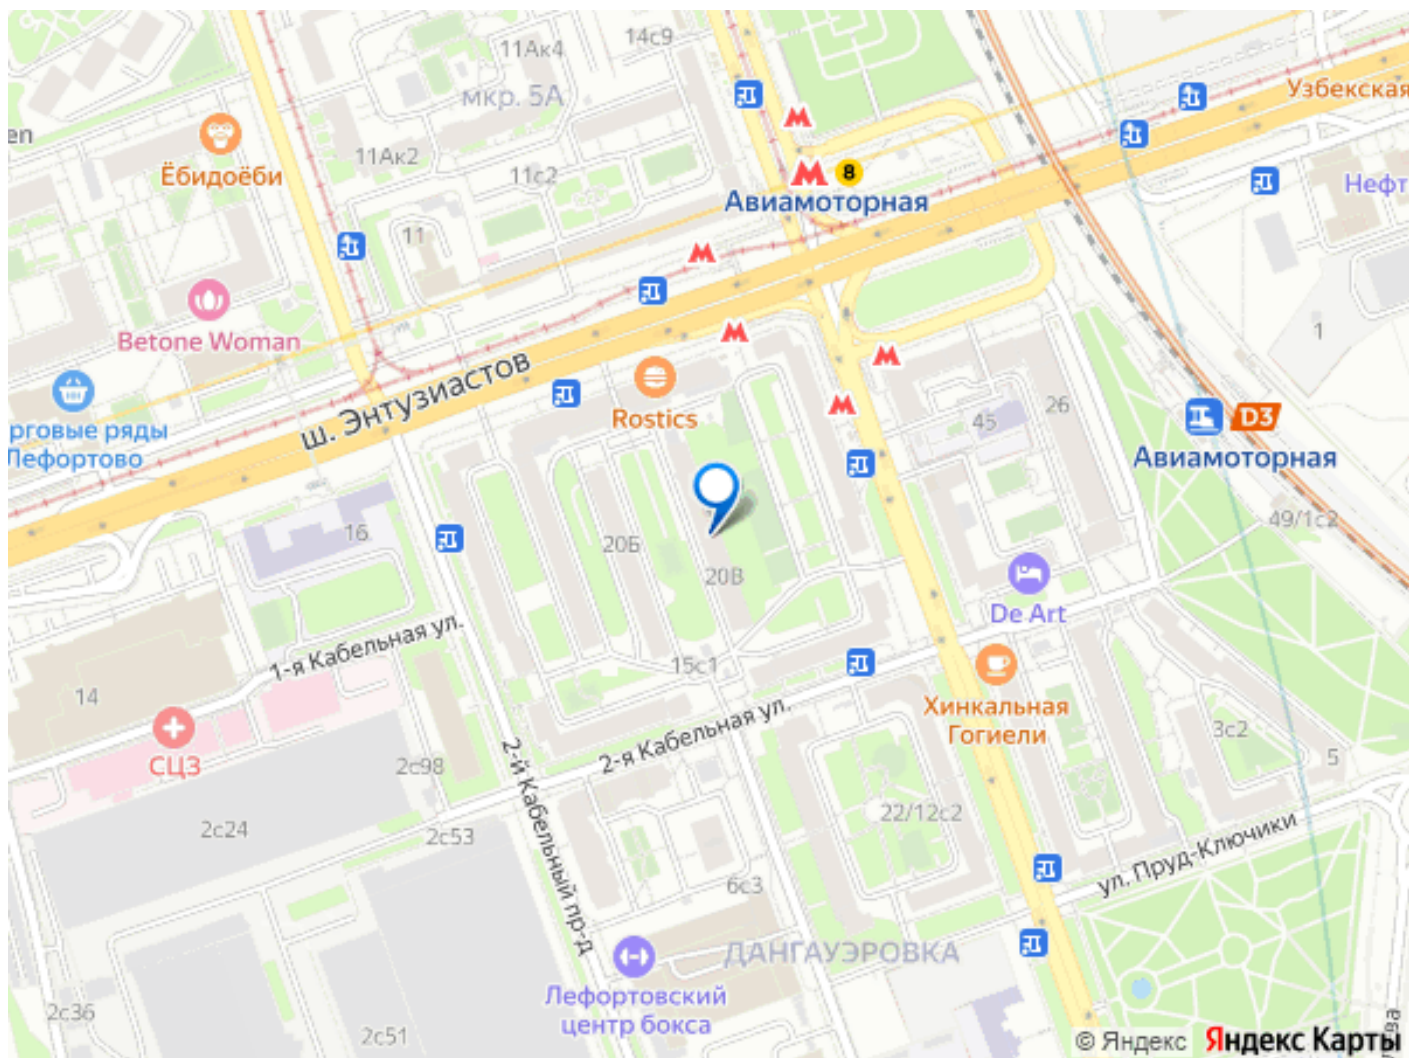 14с9
11Ак4
мкр. 5А
Узбекская
en
11Ак2
Ёбидоёби
11с2
8
Авиамоторная
Нефт
11
Betone Woman
1
ш. Энтузиастов
Rostics
рговые ряды
Лефортово
45
26
D3
Авиамоторная
16
20Б
20В
49/1с2
De Art
1-я Кабельная ул.
15с1
14
2-я Кабельная ул.
Хинкальная
Гогиели
3с2
5
СЦЗ
2с98
2-й Кабельный пр-д
2с24
2с53
22/12с2
ул. Пруд-Ключики
6с3
ДАНГАУЭРОВКА
Лефортовский
центр бокса
2с36
2с51
© Яндекс Яндекс Карты